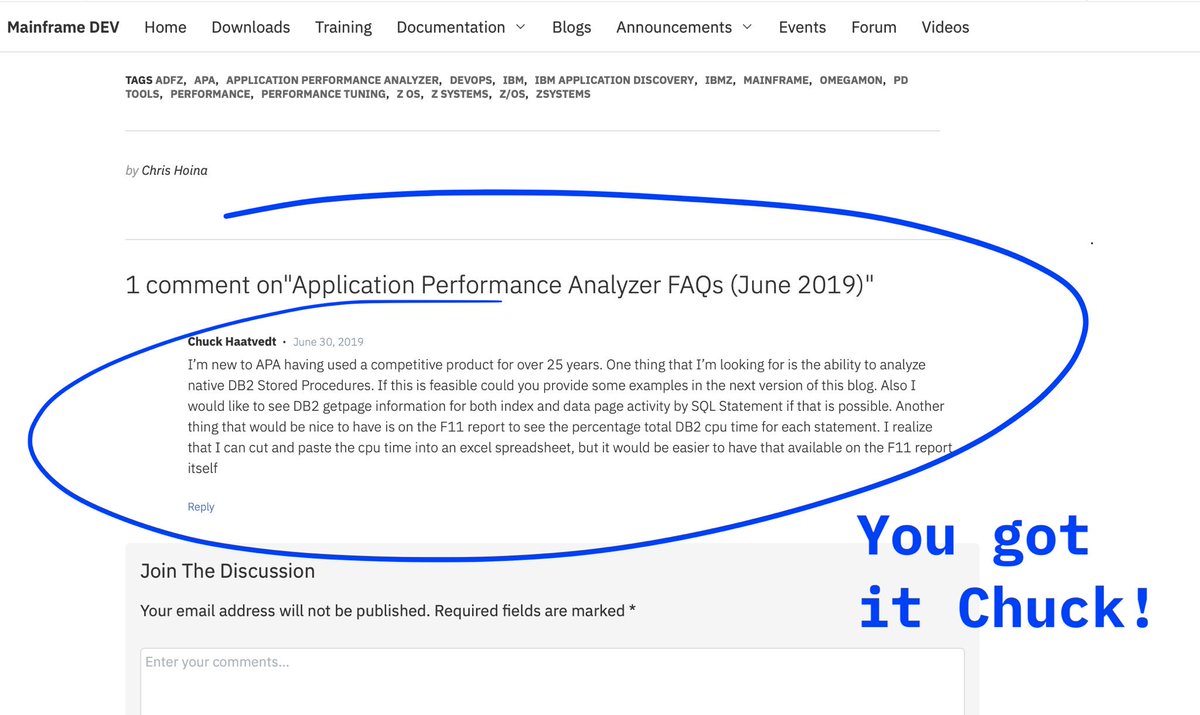 Mainframe DEV Home Downloads Training Documentation Blogs Announcements Events Forum Videos
TAGS ADFZ, APA, APPLICATION PERFORMANCE ANALYZER, DEVOPS, IBM, IBM APPLICATION DISCOVERY, IBMZ, MAINFRAME, OMEGAMON, PD
TOOLS, PERFORMANCE, PERFORMANCE TUNING, Z OS, Z SYSTEMS, Z/OS, ZSYSTEMS
by Chris Hoina
1 comment on"Application Performance Analyzer FAQs (June 2019)"
Chuck Haatvedt · June 30, 2019
I'm new to APA having used a competitive product for over 25 years. One thing that I'm looking for is the ability to analyze
native DB2 Stored Procedures. If this is feasible could you provide some examples in the next version of this blog. Also I
would like to see DB2 getpage information for both index and data page activity by SQL Statement if that is possible. Another
thing that would be nice to have is on the F11 report to see the percentage total DB2 cpu time for each statement. I realize
that I can cut and paste the cpu time into an excel spreadsheet, but it would be easier to have that available on the F11 report
itself
Reply
You got
it Chuck!
Join The Discussion
Your email address will not be published. Required fields are marked *
Enter your comments...